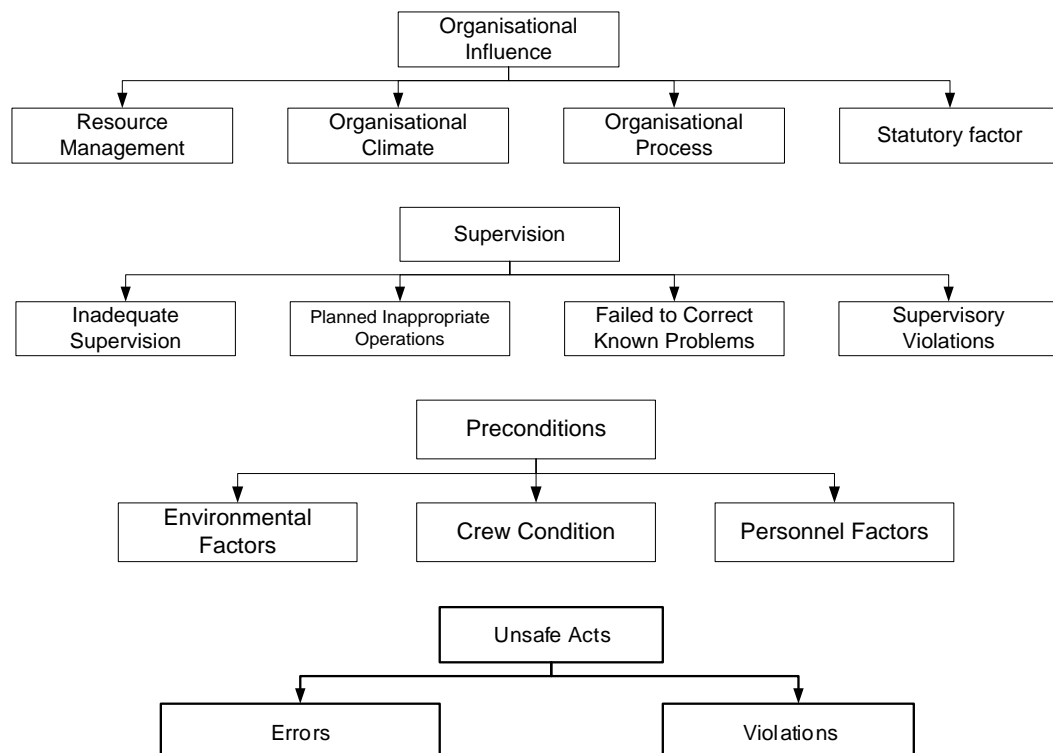 Organisational
Influence
Resource
Management
Organisational
Climate
Organisational
Process
Statutory factor
Supervision
Inadequate
Supervision
Planned Inappropriate
Operations
Failed to Correct
Known Problems
Supervisory
Violations
Preconditions
Environmental
Factors
Crew Condition
Personnel Factors
Unsafe Acts
Errors
Violations